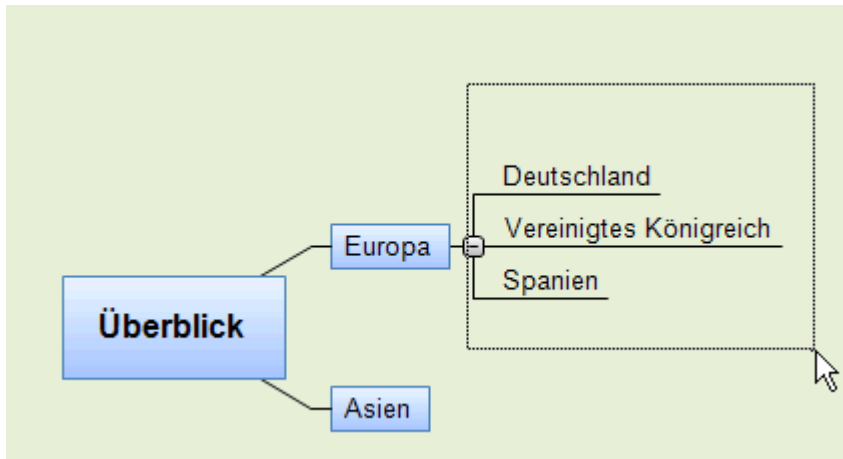 Deutschland
Vereinigtes Königreich
Europa
Spanien
Überblick
Asien